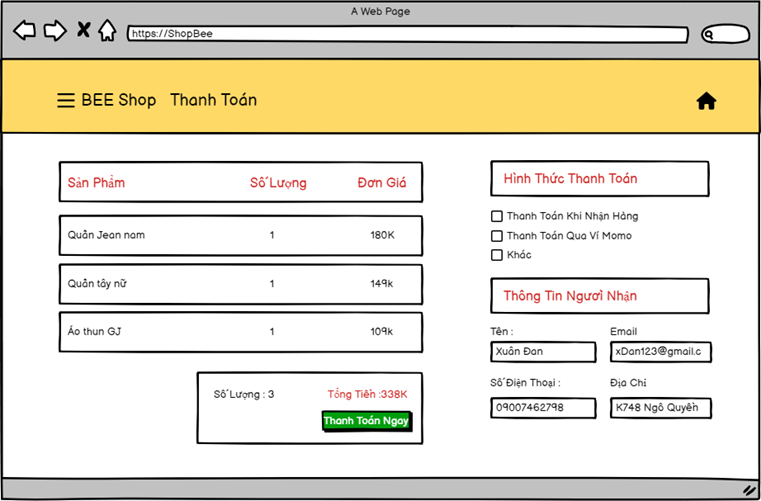 A Web Page
https://ShopBee
BEE Shop Thanh Toán
Sản Phẩm Số Lượng Đơn Giá
Quần Jean nam 1 180K
Quần tây nữ 1 149k
Áo thun GJ 1 109k
Số Lượng : 3 Tổng Tiền :338K
Thanh Toán Ngay
Hình Thức Thanh Toán
Thanh Toán Khi Nhận Hàng
Thanh Toán Qua Ví Momo
Khác
Thông Tin Người Nhận
Tên : Email
Xuân Đan xDan123@gmail.c
Số Điện Thoại : Địa Chỉ
09007462798 K748 Ngô Quyền